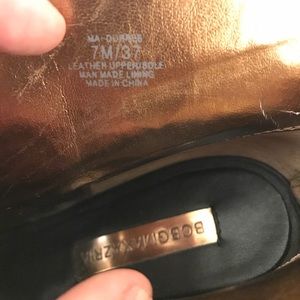 7M/37
LEATHER UPPER/SOLE
MAN MADE LINING
MADE IN CHINA
BCBGMAXAZRIA